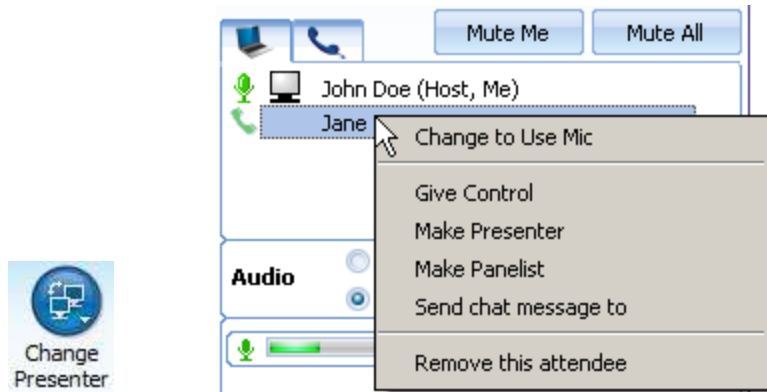 Mute Me
Mute All
John Doe (Host, Me)
Jane
Change to Use Mic
Give Control
Make Presenter
Make Panelist
Send chat message to
Remove this attendee
Audio
Change
Presenter